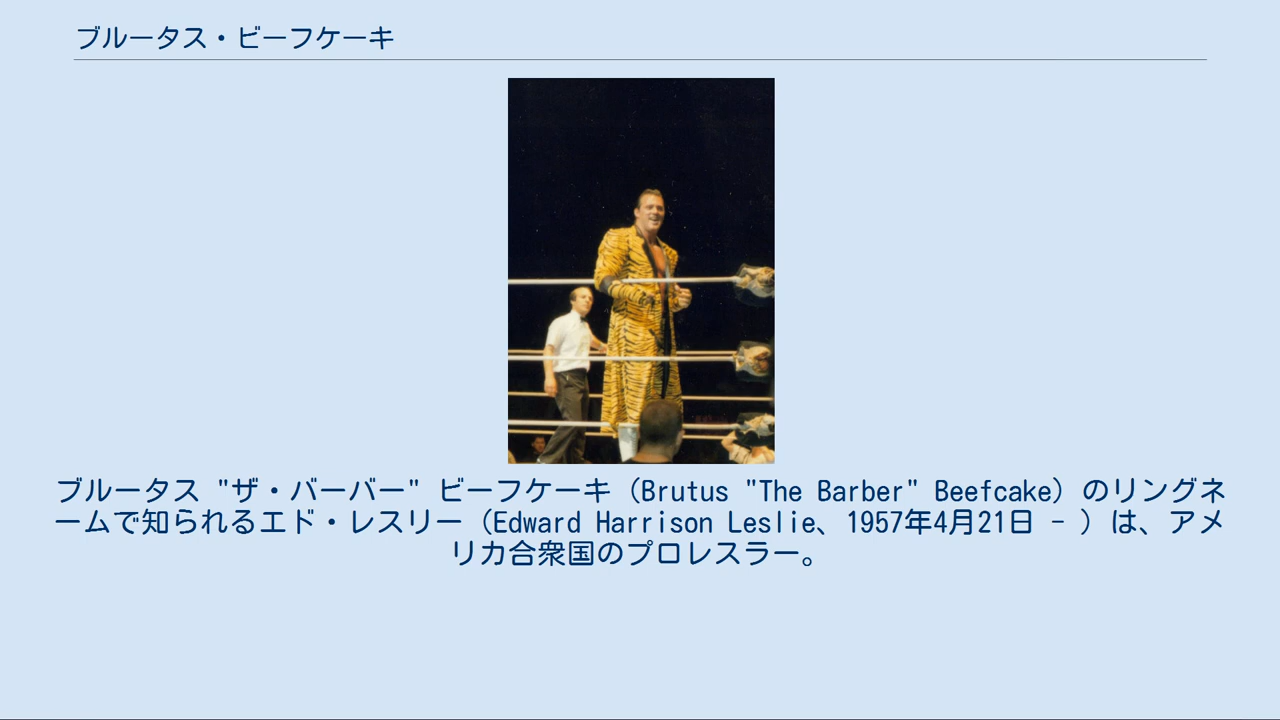 ブルータス・ビーフケーキ
ブルータス "ザ・バーバー" ビーフケーキ（Brutus "The Barber" Beefcake）のリングネ
ームで知られるエド・レスリー（Edward Harrison Leslie、1957年4月21日 - ）は、アメ
リカ合衆国のプロレスラー。